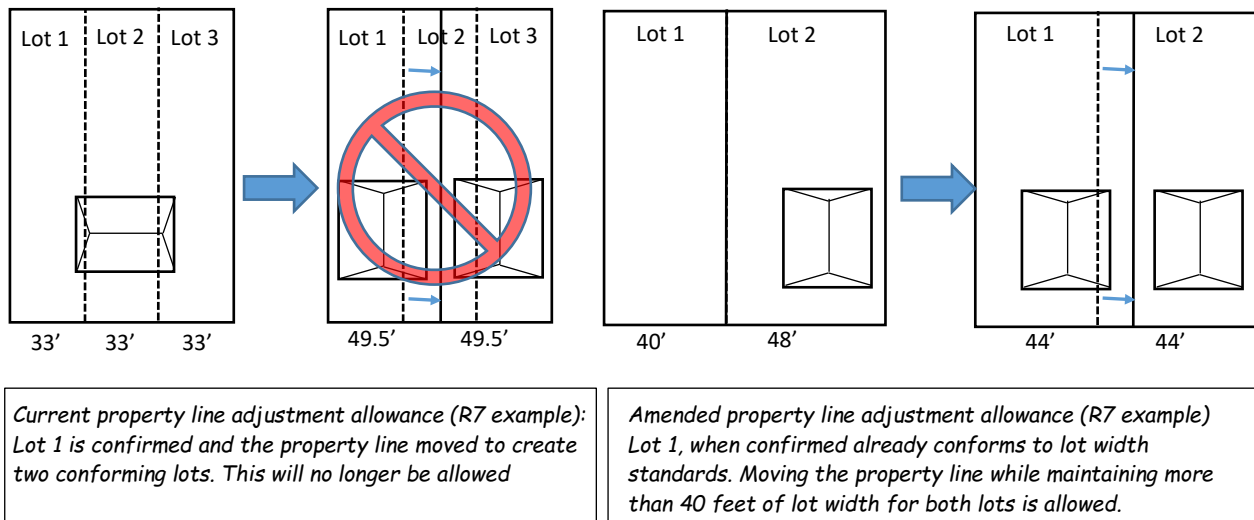 Lot 1 Lot 2 Lot 3
Lot 1 Lot 2 Lot 3
Lot 1 Lot 2
Lot 1 Lot 2
33’ 33’ 33’
49.5’ 49.5’
40’ 48’
44’ 44’
Current property line adjustment allowance (R7 example):
Lot 1 is confirmed and the property line moved to create
two conforming lots. This will no longer be allowed
Amended property line adjustment allowance (R7 example)
Lot 1, when confirmed already conforms to lot width
standards. Moving the property line while maintaining more
than 40 feet of lot width for both lots is allowed.